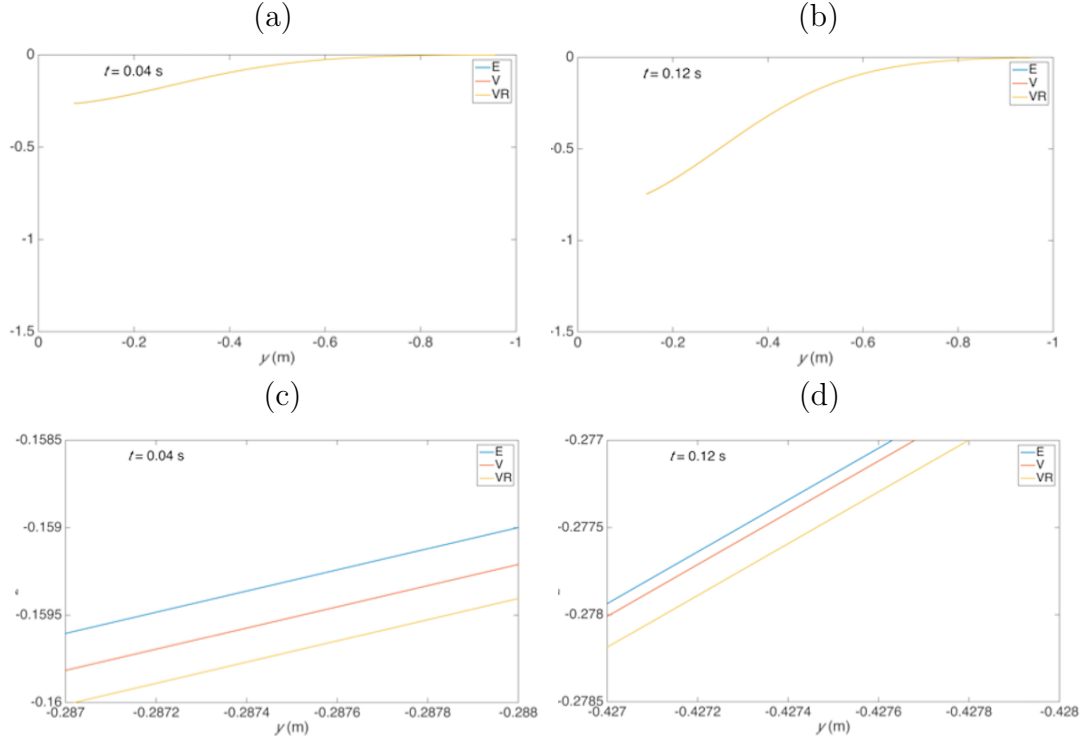 (a)
(b)
0
-0.5
-1
-1.5
t = 0.04 s
E
V
VR
0
-0.2
-0.4
-0.6
-0.8
-1
y (m)
0
-0.5
-1
-1.5
t = 0.12 s
E
V
VR
0
-0.2
-0.4
-0.6
-0.8
-1
y (m)
(c)
(d)
-0.1585
-0.159
-0.1595
-0.16
t = 0.04 s
E
V
VR
-0.287
-0.2872
-0.2874
-0.2876
-0.2878
-0.288
y (m)
-0.277
-0.2775
-0.278
-0.2785
t = 0.12 s
E
V
VR
-0.427
-0.4272
-0.4274
-0.4276
-0.4278
-0.428
y (m)